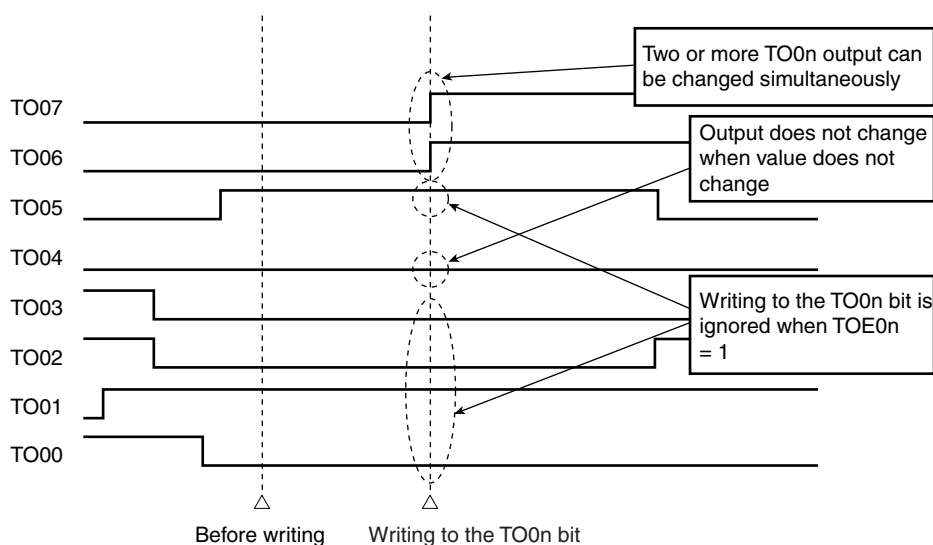 Two or more TO0n output can
be changed simultaneously
TO07
Output does not change
when value does not
change
TO06
TO05
TO04
TO03
Writing to the TO0n bit is
ignored when TOE0n
= 1
TO02
TO01
TO00
Before writing
Writing to the TO0n bit